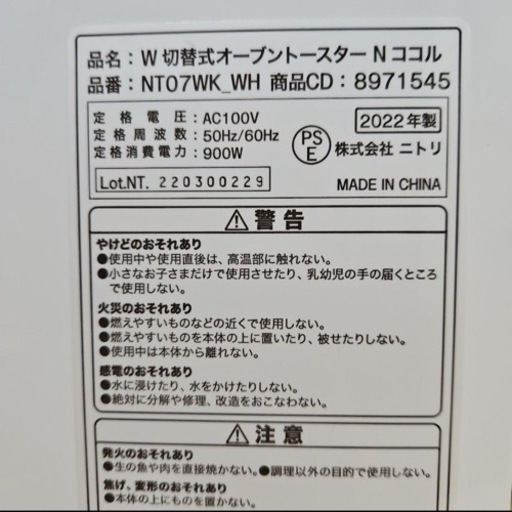 品名：W 切替式オーブントースター N ココル
品番：NT07WK_WH 商品CD：8971545
定格電圧：AC100V
定格周波数：50Hz/60Hz
定格消費電力：900W
PS
E
2022年製
株式会社 ニトリ
Lot.NT. 220300229
MADE IN CHINA
⚠警告
やけどのおそれあり
●使用中や使用直後は、高温部に触れない。
●小さなお子さまだけで使用させたり、乳幼児の手の届くところ
で使用しない。
火災のおそれあり
●燃えやすいものなどの近くで使用しない。
●燃えやすいものを本体の上に置いたり、被せたりしない。
●使用中は本体から離れない。
感電のおそれあり
●水に浸けたり、水をかけたりしない。
●絶対に分解や修理、改造をおこなわない。
⚠注意
発火のおそれあり
●生の魚や肉を直接焼かない。●調理以外の目的で使用しない。
焦げ、変形のおそれあり
●本体の上にものを置かない。